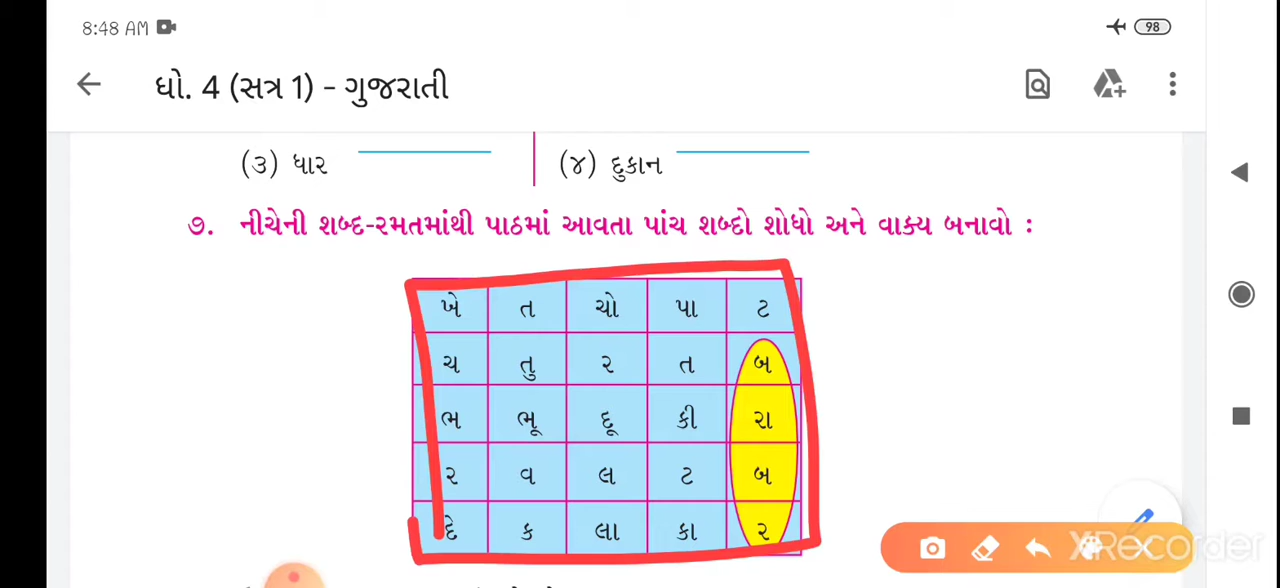 8:48 AM
98
ધો. 4 (સત્ર 1) - ગુજરાતી
(૩) ધાર (૪) દુકાન
૭. નીચેની શબ્દ-રમતમાંથી પાઠમાં આવતા પાંચ શબ્દો શોધો અને વાક્ય બનાવો :
ખે ત ચો પા ટ
ચ તુ ર ત બ
ભ ભૂ દૂ કી રા
ર વ લ ટ બ
દે ક લા કા ર
XRecorder